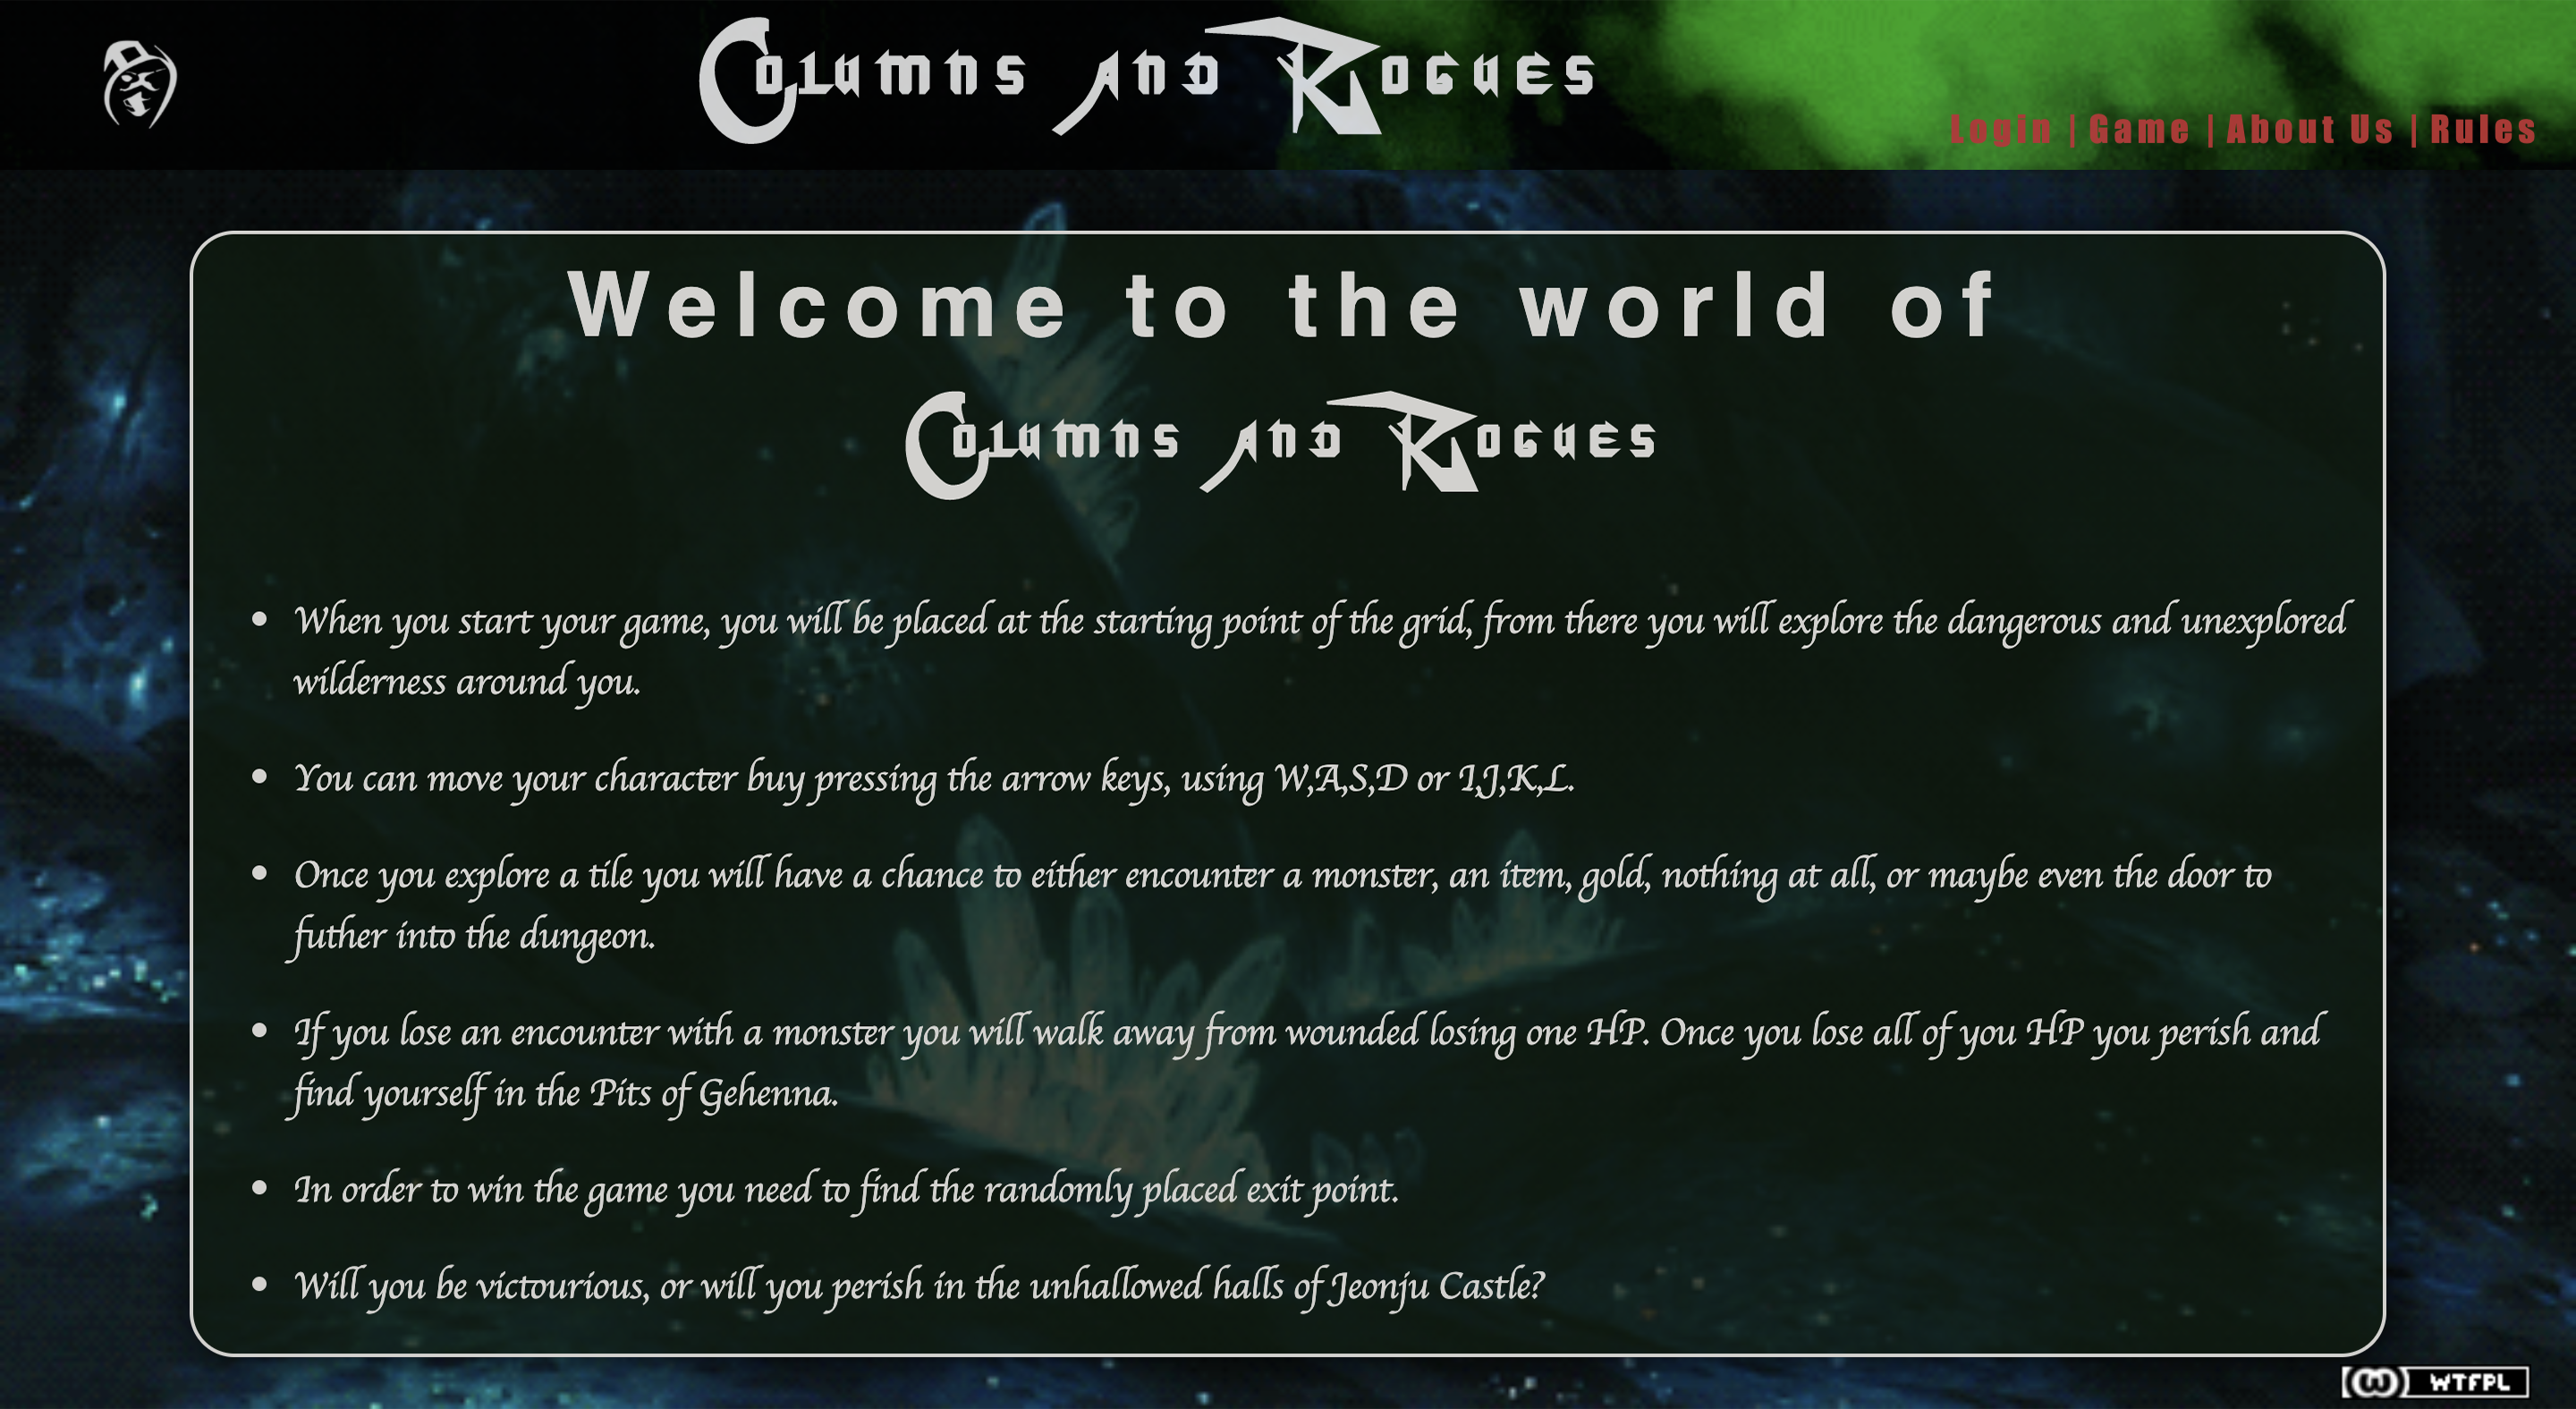 Columns and Rogues
Login | Game | About Us | Rules
Welcome to the world of
Columns and Rogues
• When you start your game, you will be placed at the starting point of the grid, from there you will explore the dangerous and unexplored
wilderness around you.
• You can move your character buy pressing the arrow keys, using W,A,S,D or I,J,K,L.
• Once you explore a tile you will have a chance to either encounter a monster, an item, gold, nothing at all, or maybe even the door to
futher into the dungeon.
• If you lose an encounter with a monster you will walk away from wounded losing one HP. Once you lose all of you HP you perish and
find yourself in the Pits of Gehenna.
• In order to win the game you need to find the randomly placed exit point.
• Will you be victourious, or will you perish in the unhallowed halls of Jeonju Castle?
WTFPL